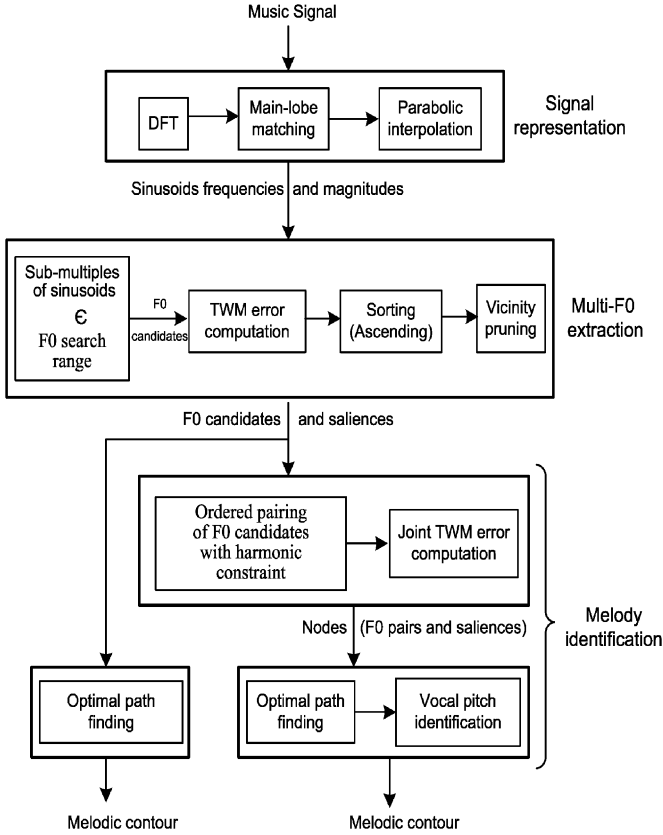 Music Signal
DFT
Main-lobe
matching
Parabolic
interpolation
Signal
representation
Sinusoids frequencies and magnitudes
Sub-multiples
of sinusoids
Є
F0 search
range
F0
candidates
TWM error
computation
Sorting
(Ascending)
Vicinity
pruning
Multi-F0
extraction
F0 candidates and saliences
Ordered pairing
of F0 candidates
with harmonic
constraint
Joint TWM error
computation
Nodes (F0 pairs and saliences)
Melody
identification
Optimal path
finding
Optimal path
finding
Vocal pitch
identification
Melodic contour
Melodic contour